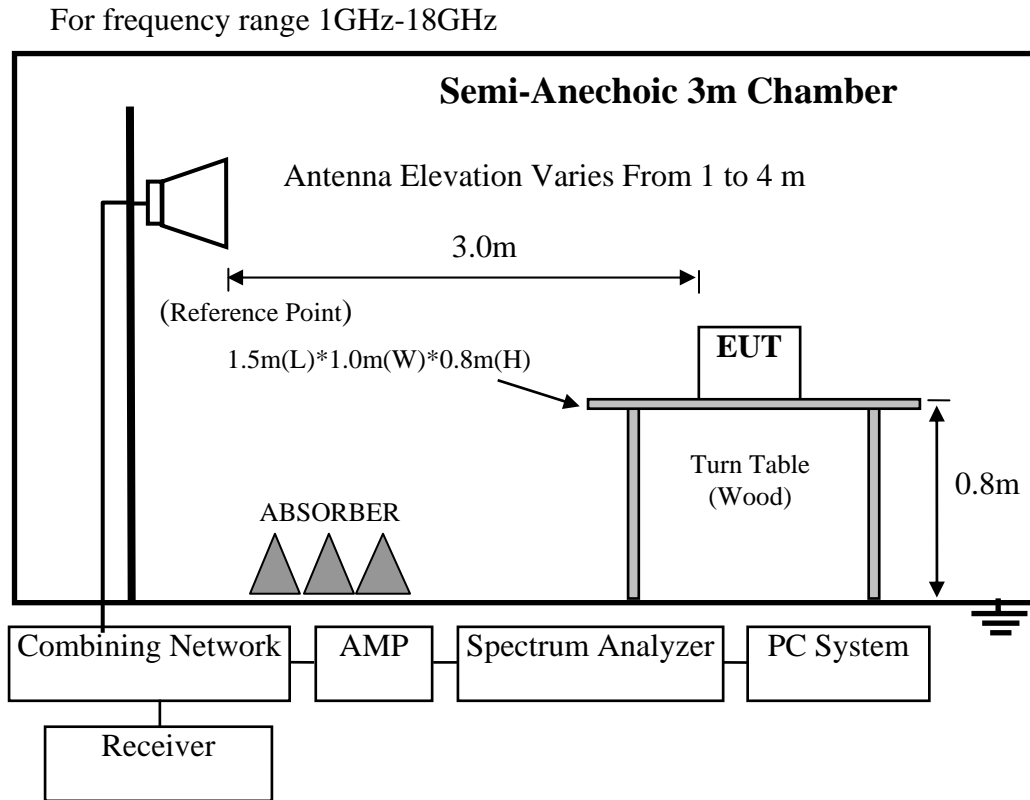 For frequency range 1GHz-18GHz
Semi-Anechoic 3m Chamber
Antenna Elevation Varies From 1 to 4 m
3.0m
(Reference Point)
1.5m(L)*1.0m(W)*0.8m(H)
EUT
Turn Table
(Wood)
0.8m
ABSORBER
Combining Network
AMP
Spectrum Analyzer
PC System
Receiver